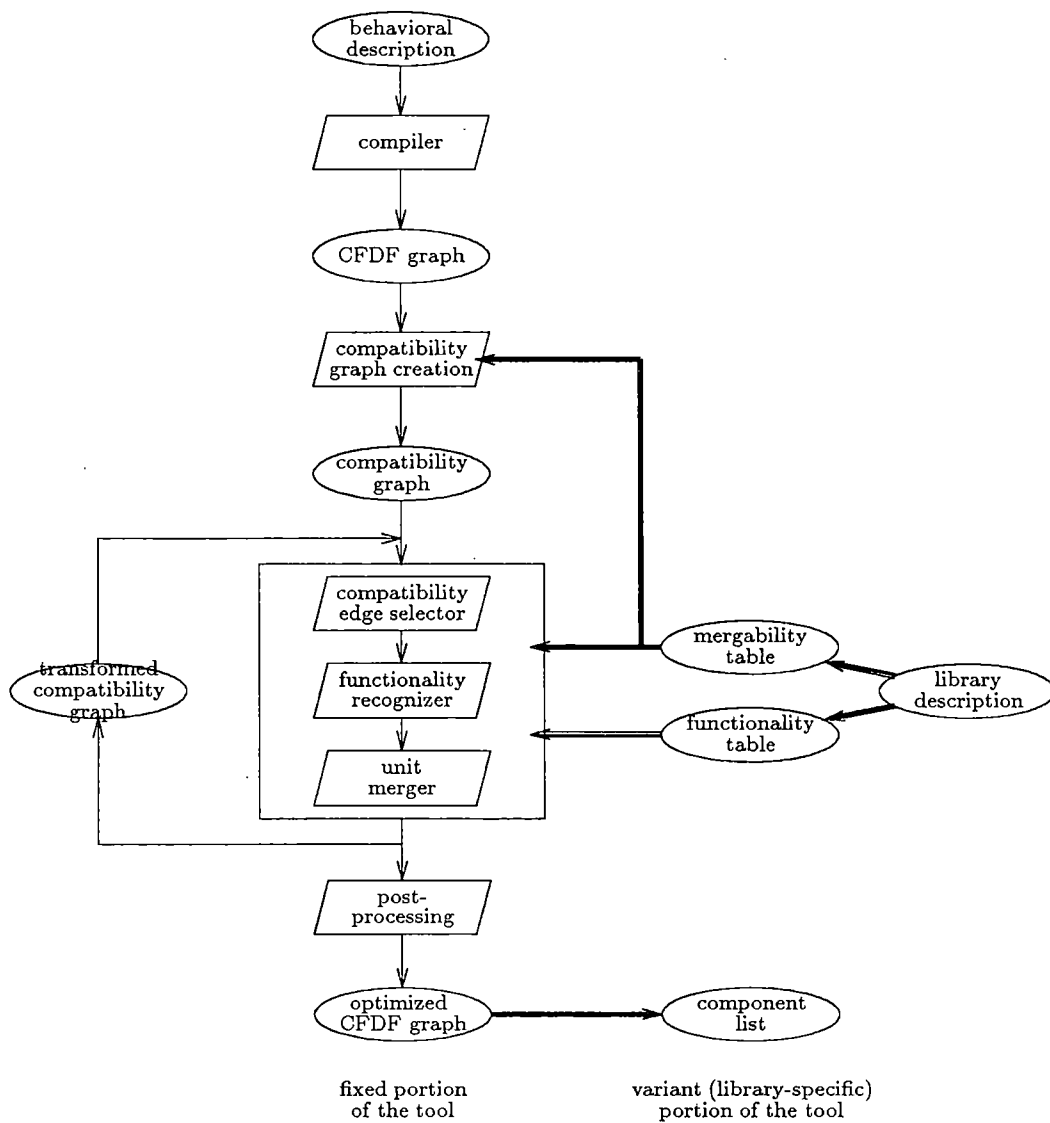 behavioral
description
compiler
CFDF graph
compatibility
graph creation
compatibility
graph
compatibility
edge selector
functionality
recognizer
unit
merger
transformed
compatibility
graph
mergability
table
functionality
table
library
description
post-
processing
optimized
CFDF graph
component
list
fixed portion
of the tool
variant (library-specific)
portion of the tool